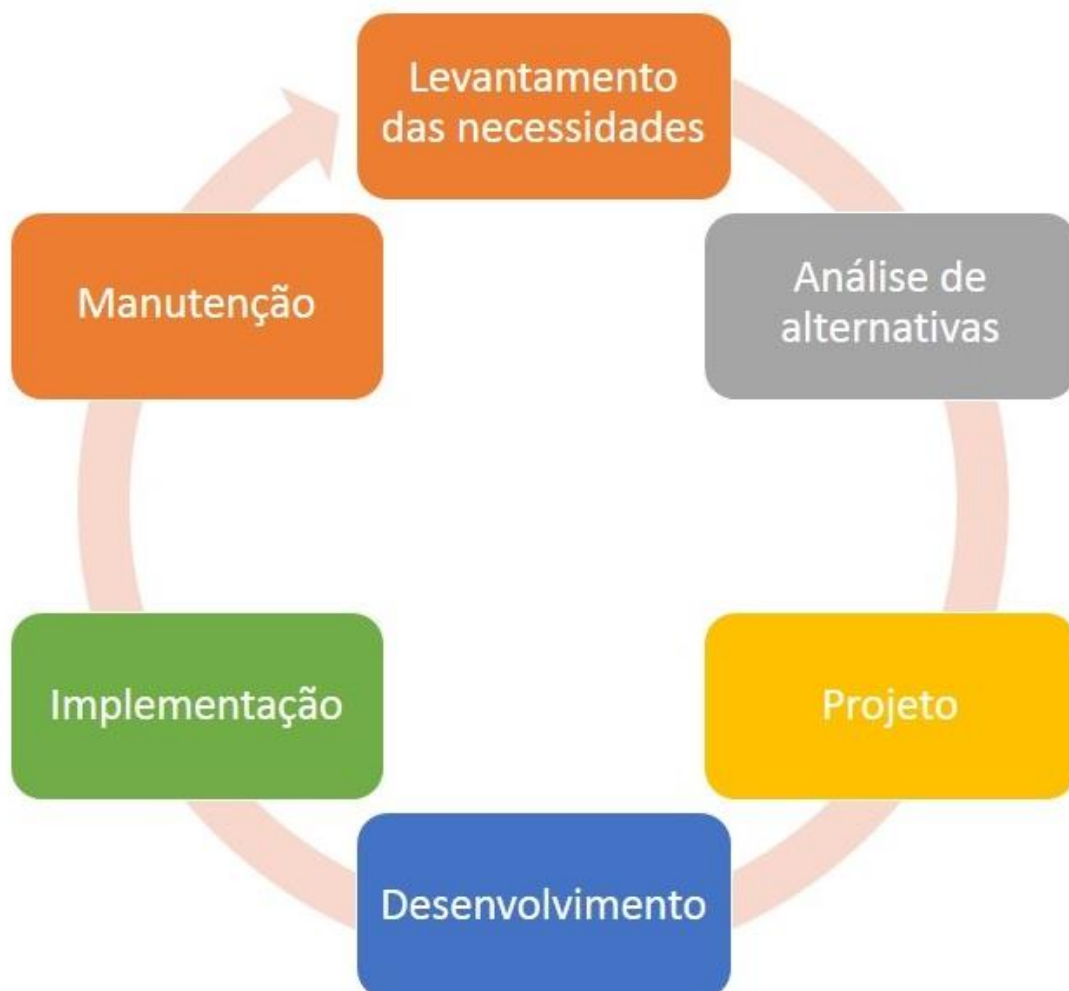 Levantamento
das necessidades
Análise de
alternativas
Projeto
Desenvolvimento
Implementação
Manutenção